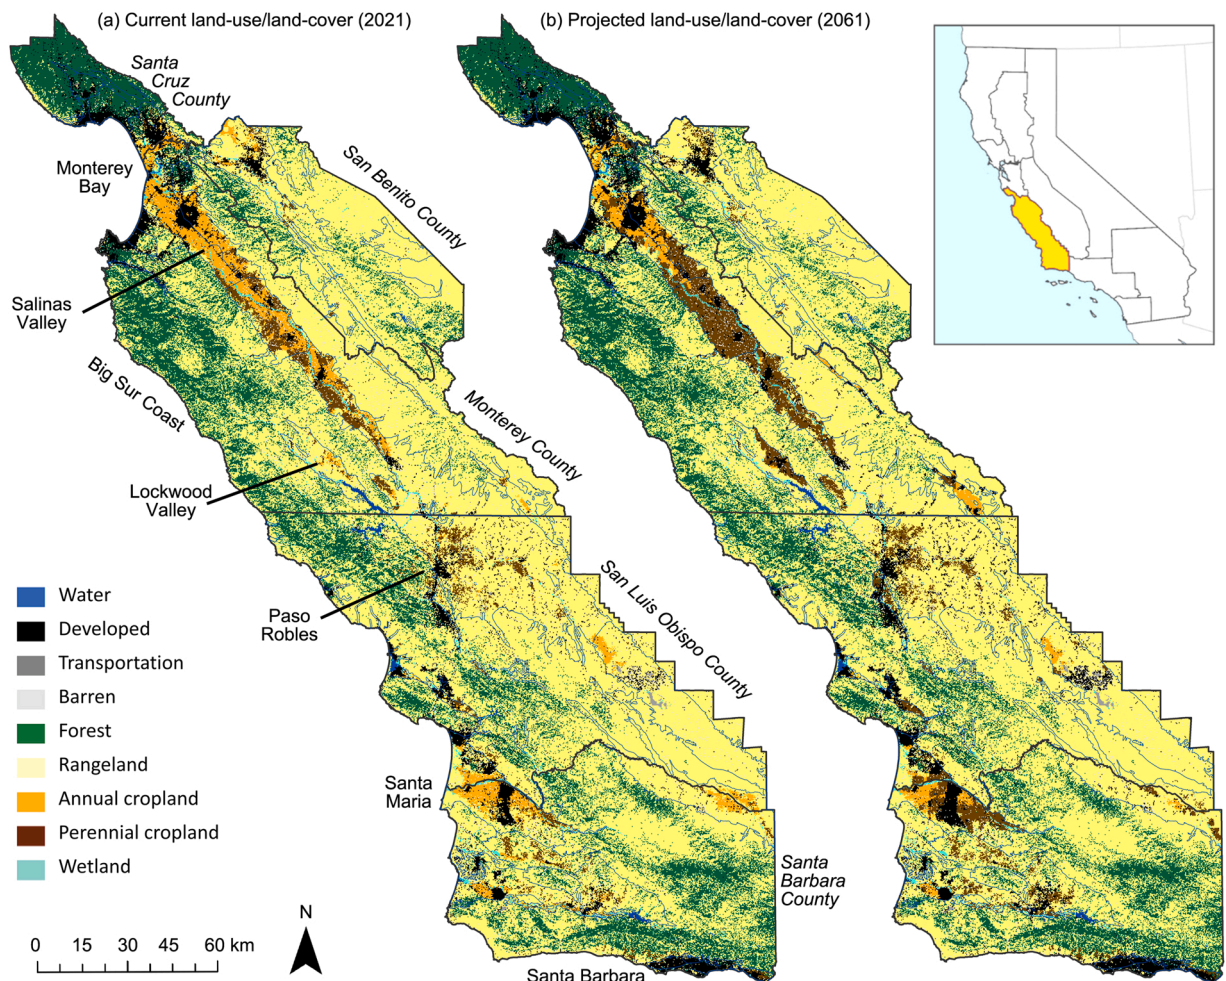 (a) Current land-use/land-cover (2021)
(b) Projected land-use/land-cover (2061)
Santa
Cruz
County
Monterey
Bay
San Benito County
Salinas
Valley
Big Sur Coast
Monterey County
Lockwood
Valley
Paso
Robles
San Luis Obispo County
Water
Developed
Transportation
Barren
Forest
Rangeland
Annual cropland
Perennial cropland
Wetland
Santa
Maria
Santa
Barbara
County
N
0 15 30 45 60 km
Santa Barbara